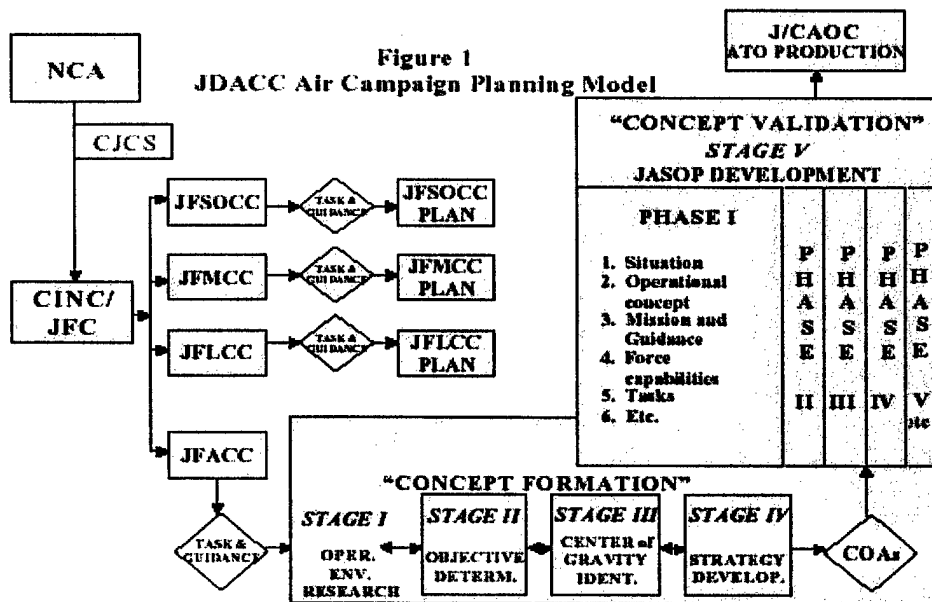 Figure 1
JDACC Air Campaign Planning Model
NCA
CJCS
CINC/
JFC
JFSOCC
TASK &
GUIDANCE
JFSOCC
PLAN
JFMCC
TASK &
GUIDANCE
JFMCC
PLAN
JFLCC
TASK &
GUIDANCE
JFLCC
PLAN
JFACC
TASK &
GUIDANCE
"CONCEPT FORMATION"
STAGE I
OPER.
ENV.
RESEARCH
STAGE II
OBJECTIVE
DETERM.
STAGE III
CENTER of
GRAVITY
IDENT.
STAGE IV
STRATEGY
DEVELOP.
COAs
J/CAOC
ATO PRODUCTION
"CONCEPT VALIDATION"
STAGE V
JASOP DEVELOPMENT
PHASE I
1. Situation
2. Operational
concept
3. Mission and
Guidance
4. Force
capabilities
5. Tasks
6. Etc.
PHASE
II
PHASE
III
PHASE
IV
PHASE
V